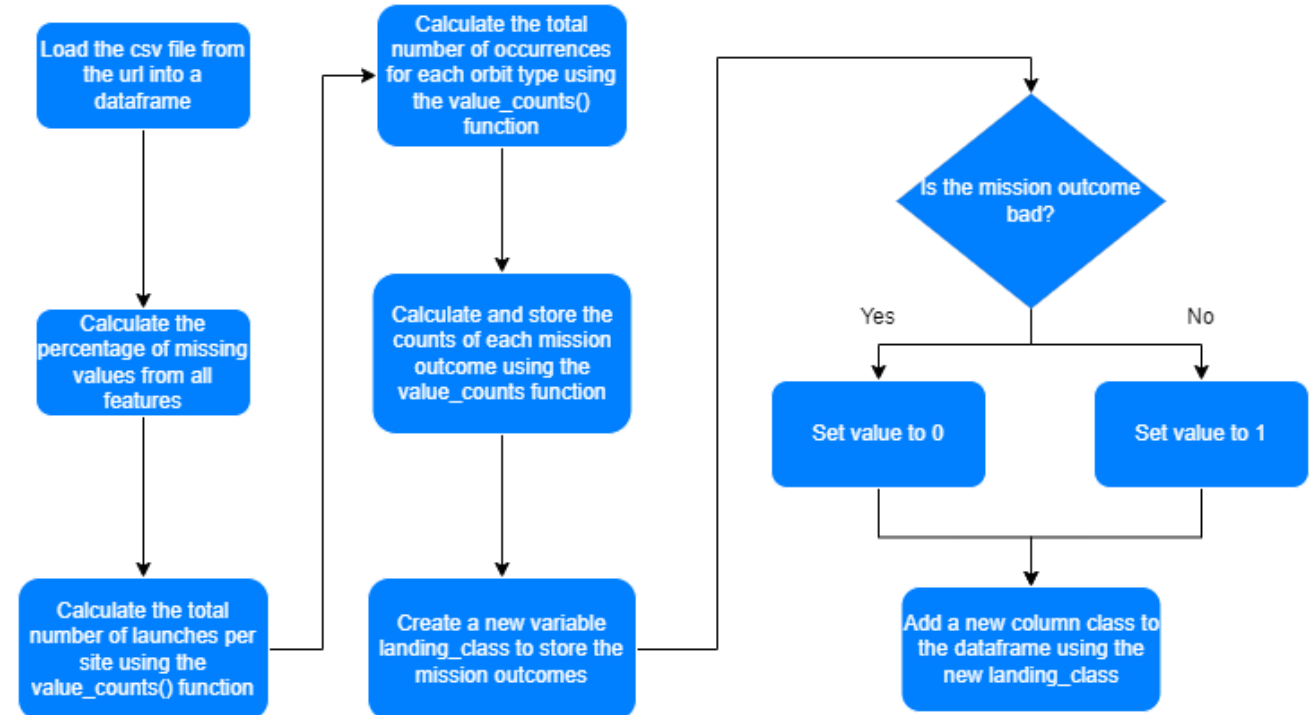 Load the csv file from
the url into a
dataframe
Calculate the
percentage of missing
values from all
features
Calculate the total
number of launches per
site using the
value_counts() function
Calculate the total
number of occurrences
for each orbit type using
the value_counts()
function
Calculate and store the
counts of each mission
outcome using the
value_counts function
Create a new variable
landing_class to store the
mission outcomes
Is the mission outcome
bad?
Yes
No
Set value to 0
Set value to 1
Add a new column class to
the dataframe using the
new landing_class